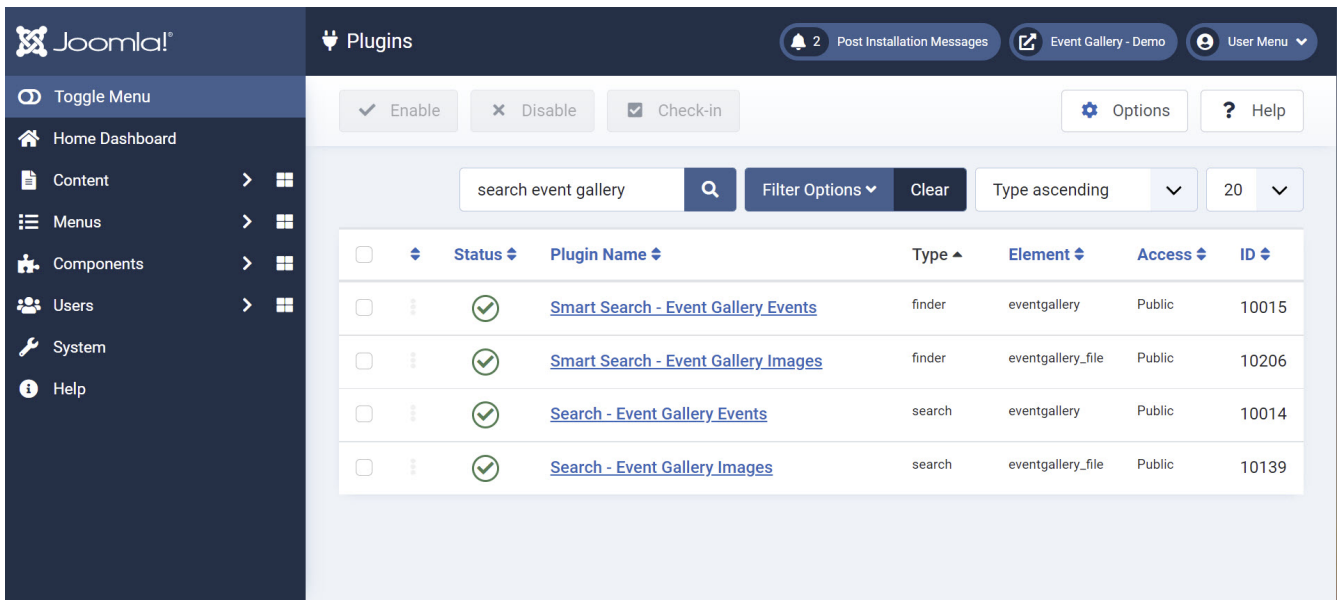 Joomla!®
Plugins
2 Post Installation Messages
Event Gallery - Demo
User Menu
Toggle Menu
Home Dashboard
Content
Menus
Components
Users
System
Help
Enable
Disable
Check-in
Options
? Help
search event gallery
Filter Options
Clear
Type ascending
20
Status Plugin Name Type Element Access ID
Smart Search - Event Gallery Events finder eventgallery Public 10015
Smart Search - Event Gallery Images finder eventgallery_file Public 10206
Search - Event Gallery Events search eventgallery Public 10014
Search - Event Gallery Images search eventgallery_file Public 10139